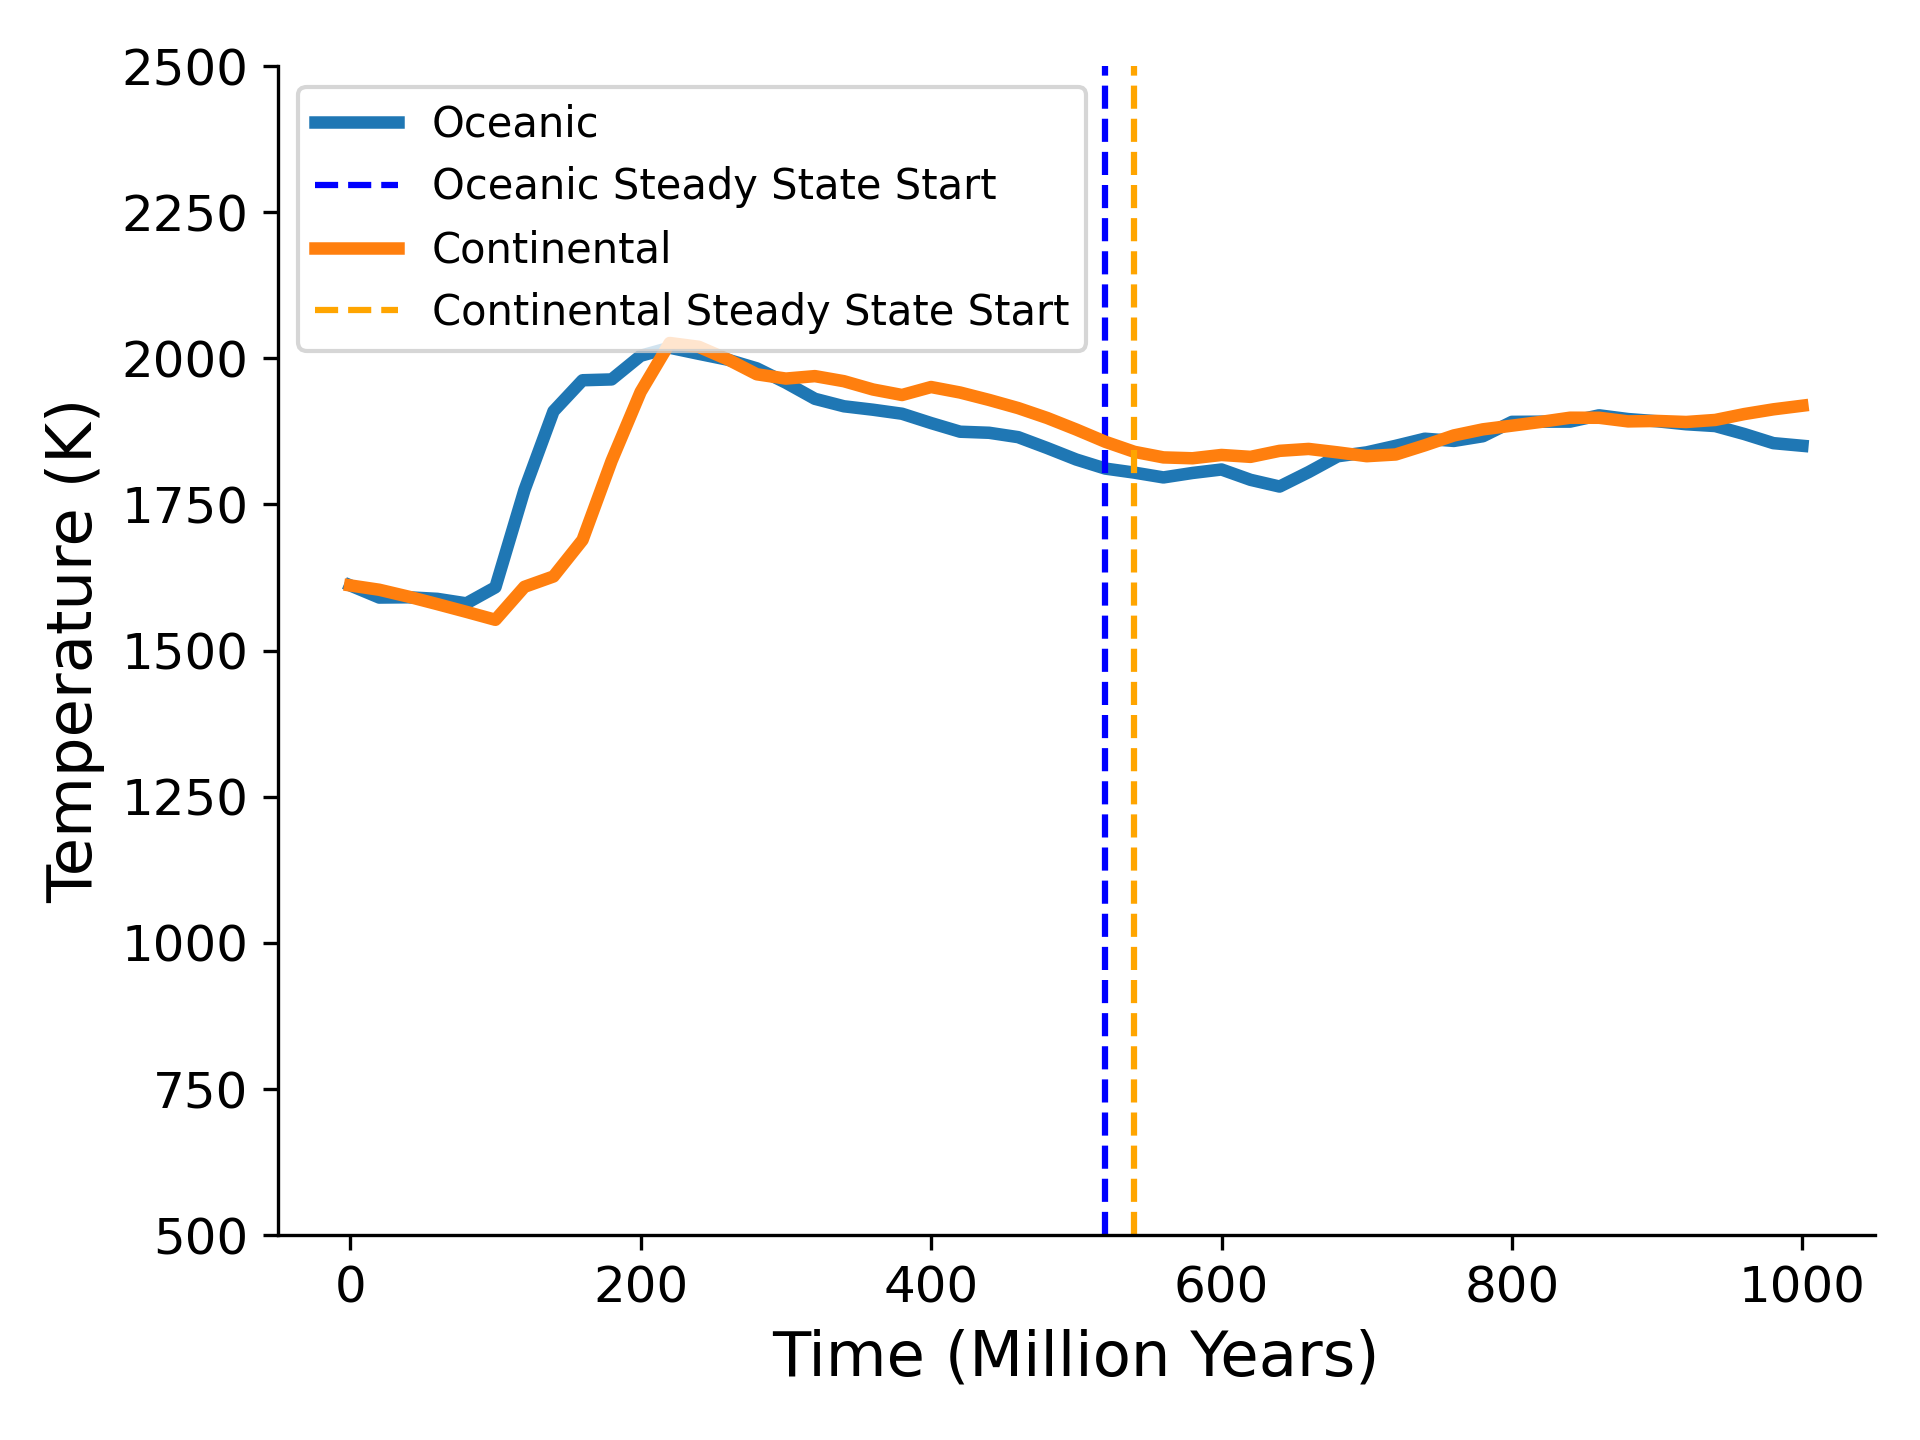 2500
2250
2000
1750
1500
1250
1000
750
500
Temperature (K)
Oceanic
Oceanic Steady State Start
Continental
Continental Steady State Start
0 200 400 600 800 1000
Time (Million Years)